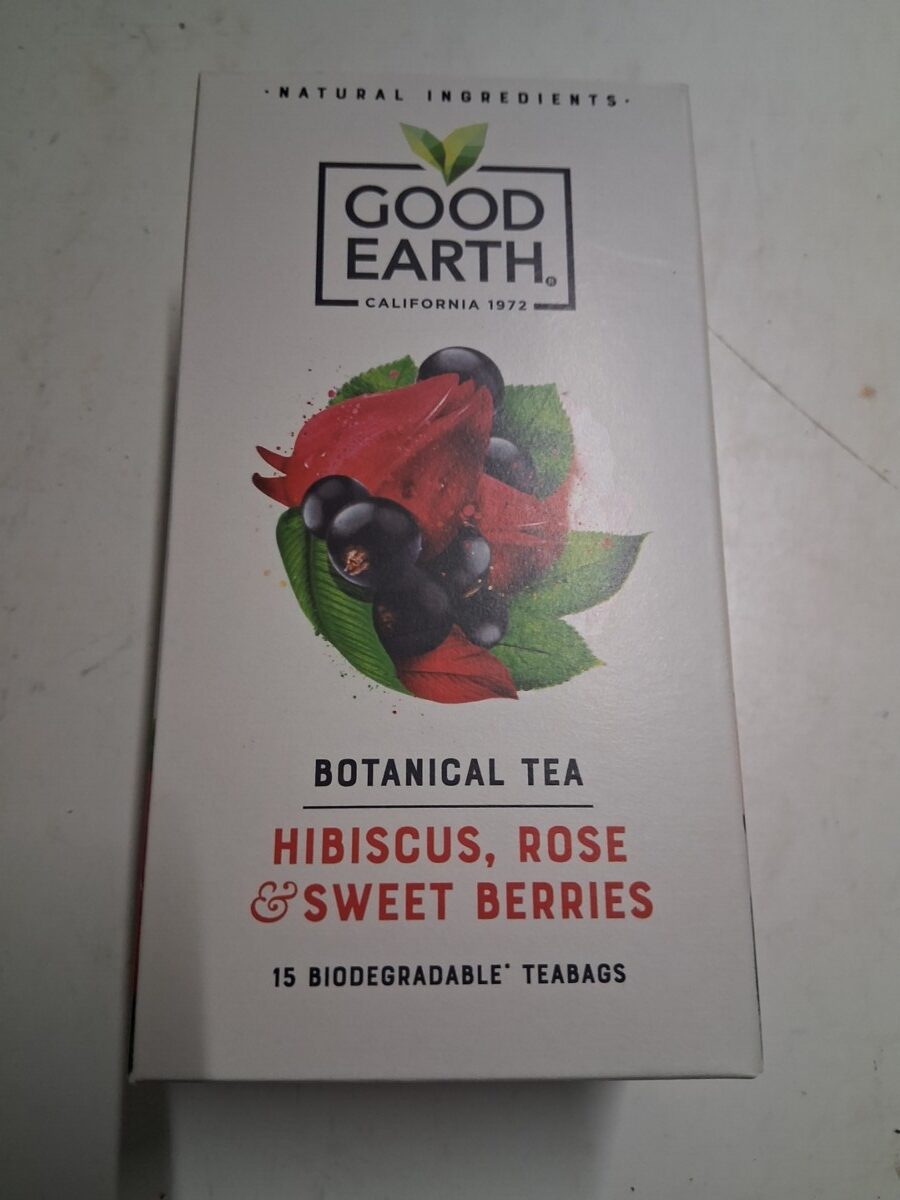 ·NATURAL INGREDIENTS·
GOOD
EARTH®
CALIFORNIA 1972
BOTANICAL TEA
HIBISCUS, ROSE
&SWEET BERRIES
15 BIODEGRADABLE* TEABAGS